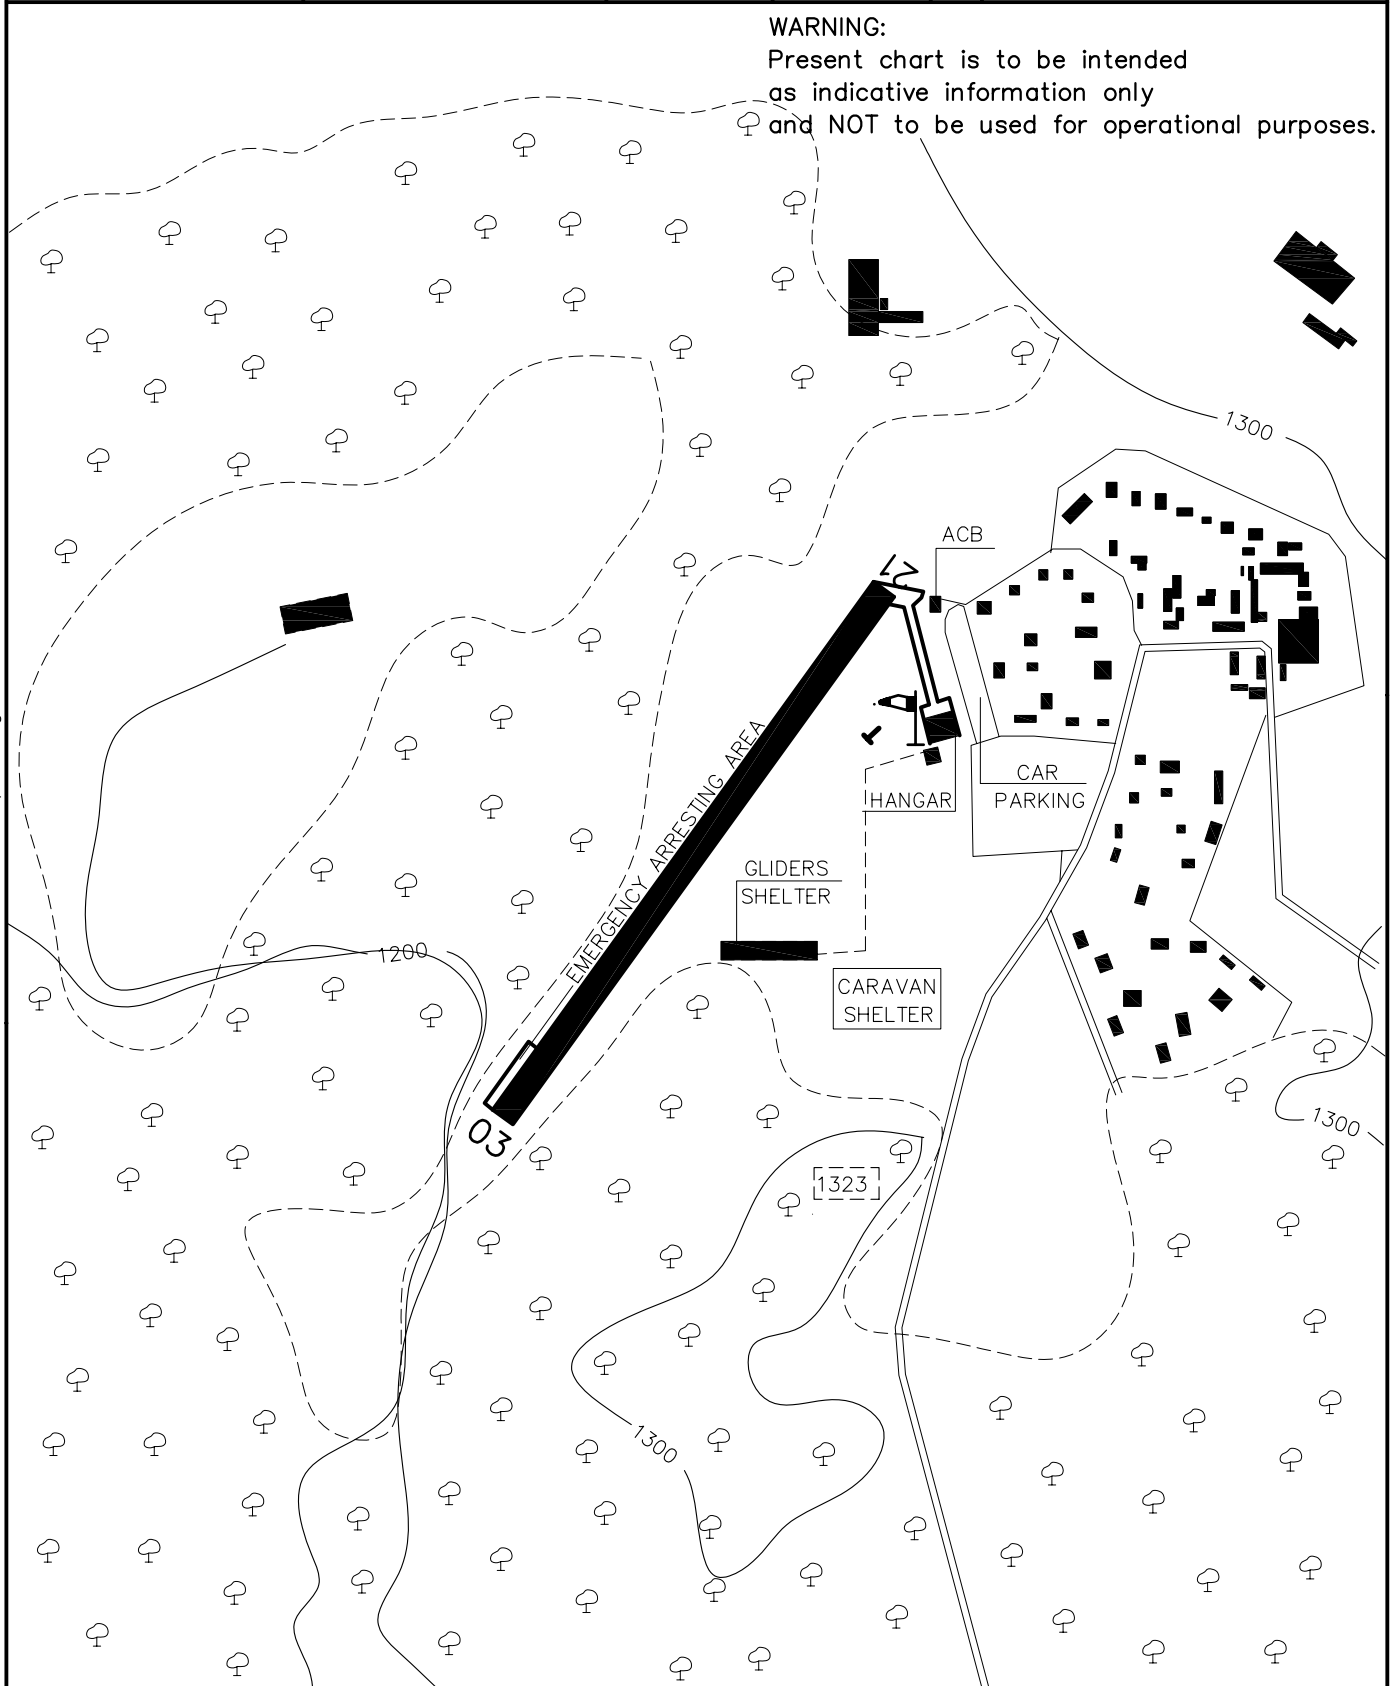 WARNING:
Present chart is to be intended
as indicative information only
and NOT to be used for operational purposes.
1300
ACB
21
EMERGENCY ARRESTING AREA
HANGAR
CAR
PARKING
GLIDERS
SHELTER
1200
CARAVAN
SHELTER
03
1300
1323
1300